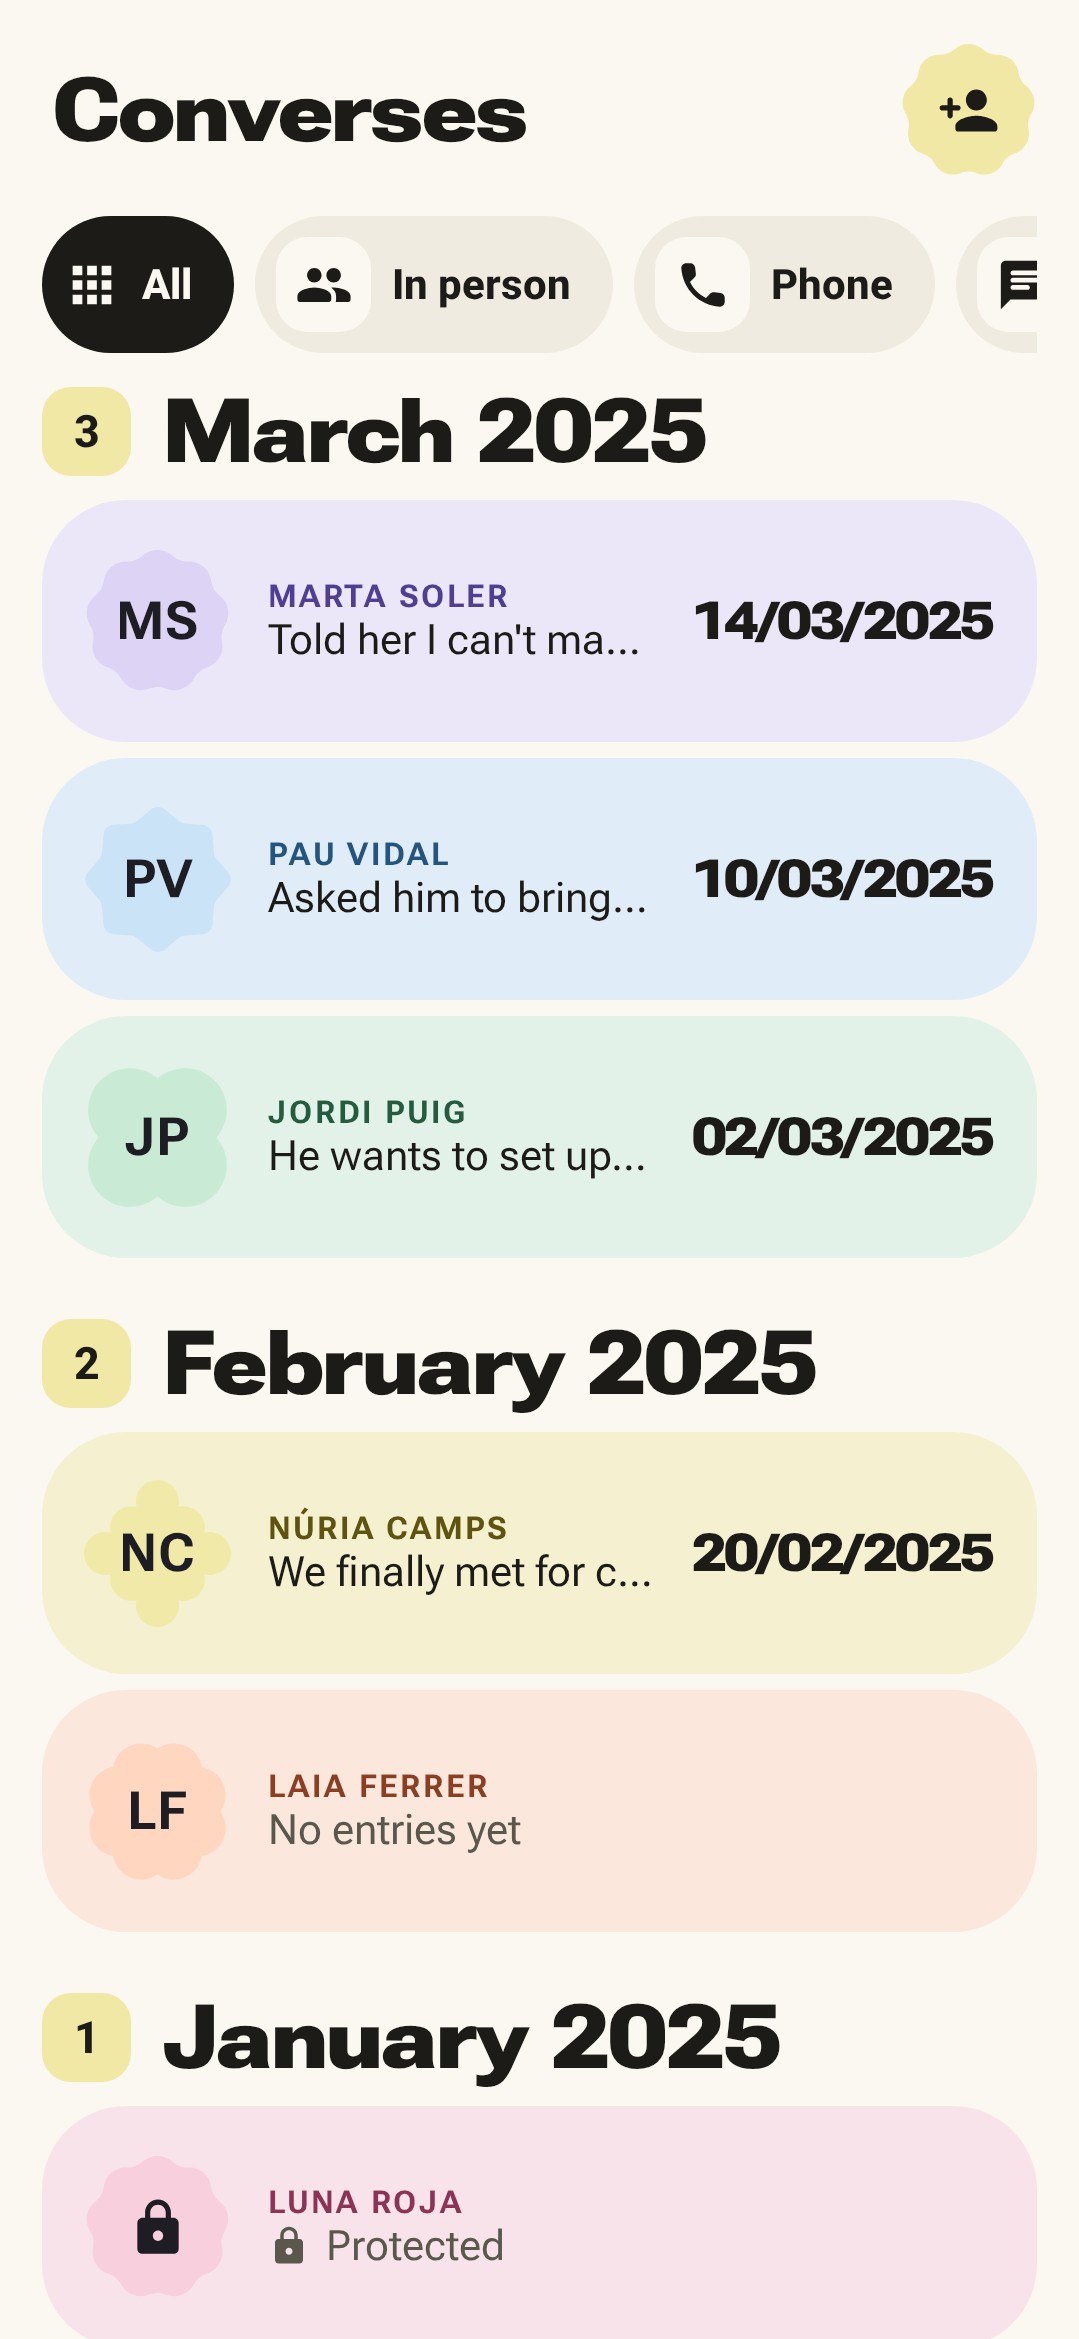 Converses
All
In person
Phone
3
March 2025
MS
MARTA SOLER
Told her I can't ma...
14/03/2025
PV
PAU VIDAL
Asked him to bring...
10/03/2025
JP
JORDI PUIG
He wants to set up...
02/03/2025
2
February 2025
NC
NÚRIA CAMPS
We finally met for c...
20/02/2025
LF
LAIA FERRER
No entries yet
1
January 2025
LUNA ROJA
Protected